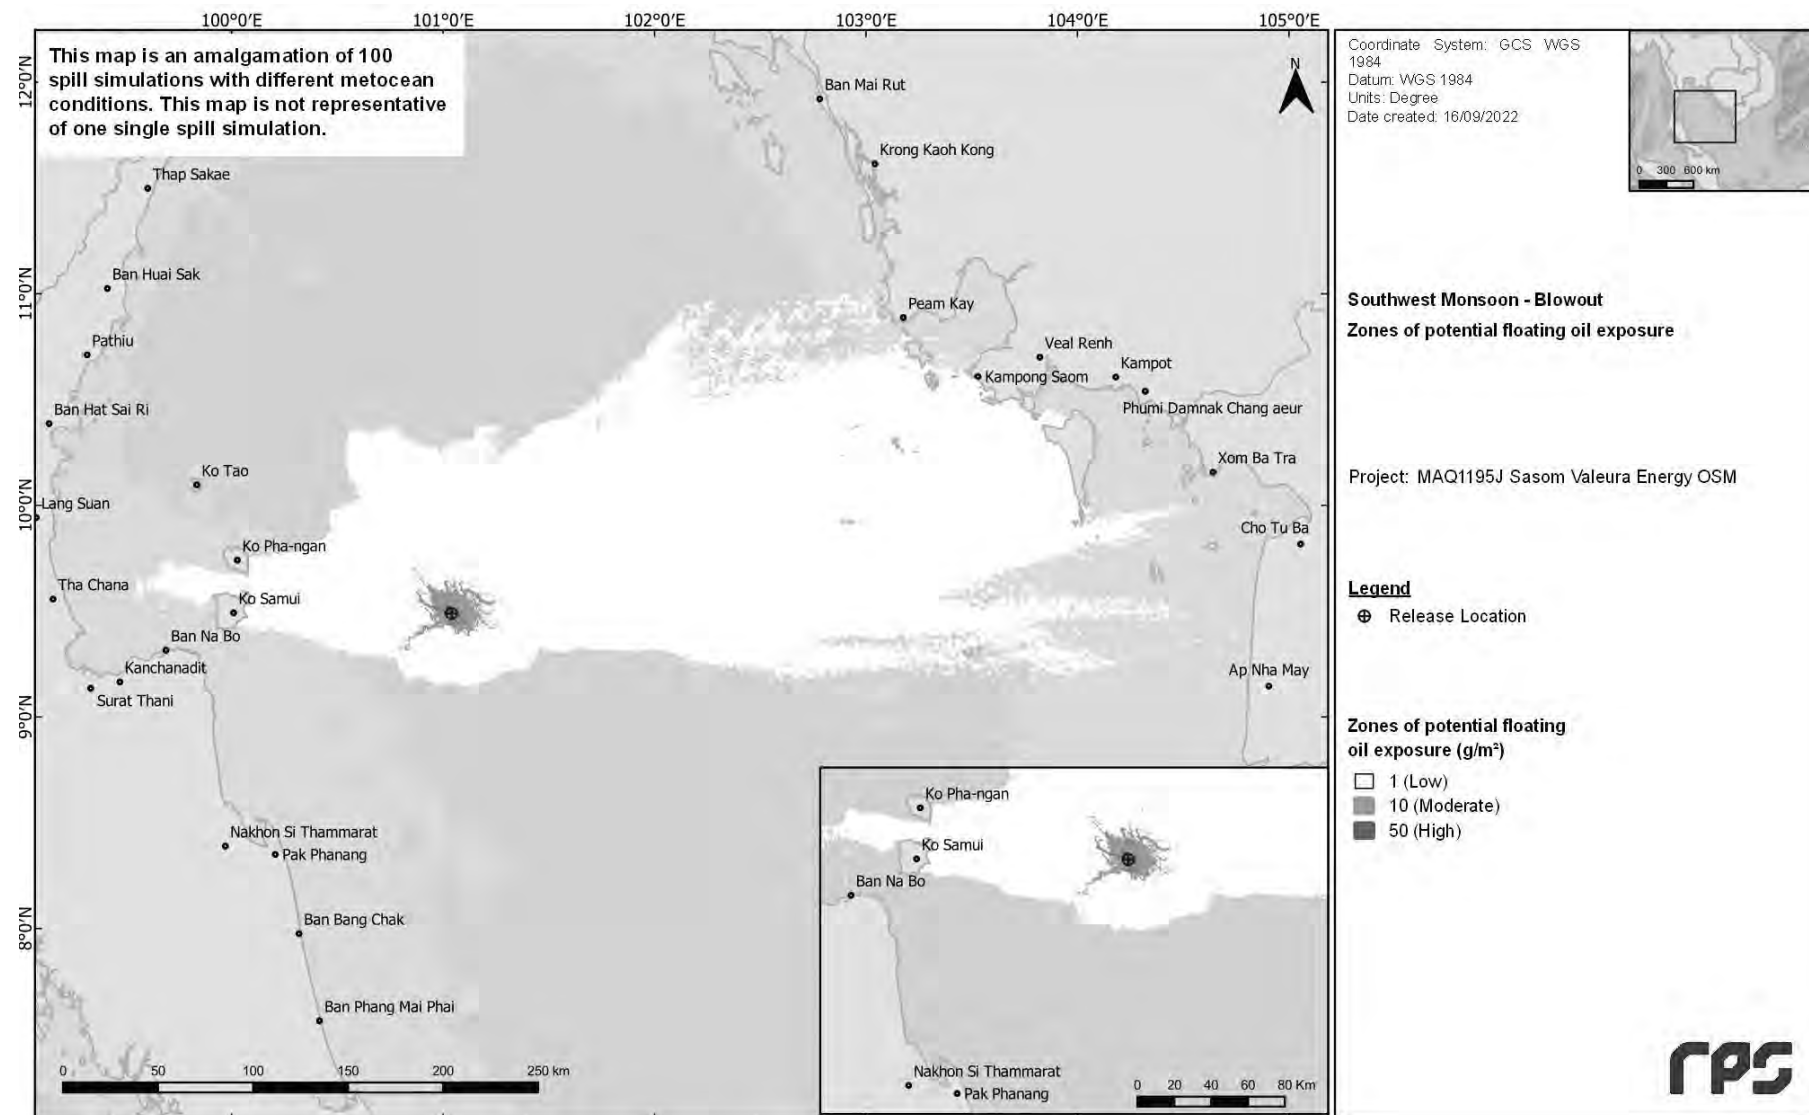 100°0'E
101°0'E
102°0'E
103°0'E
104°0'E
105°0'E
12°0'N
11°0'N
10°0'N
9°0'N
8°0'N
This map is an amalgamation of 100
spill simulations with different metocean
conditions. This map is not representative
of one single spill simulation.
N
Ban Mai Rut
Krong Kaoh Kong
Thap Sakae
Ban Huai Sak
Peam Kay
Pathiu
Veal Renh
Kampot
Kampong Saom
Ban Hat Sai Ri
Phumi Damnak Chang aeur
Ko Tao
Xom Ba Tra
Lang Suan
Cho Tu Ba
Ko Pha-ngan
Tha Chana
Ko Samui
Ban Na Bo
Kanchanadit
Ap Nha May
Surat Thani
Nakhon Si Thammarat
Pak Phanang
Ban Bang Chak
Ban Phang Mai Phai
0 50 100 150 200 250 km
Ko Pha-ngan
Ko Samui
Ban Na Bo
Nakhon Si Thammarat
Pak Phanang
0 20 40 60 80 Km
Coordinate System: GCS WGS
1984
Datum: WGS 1984
Units: Degree
Date created: 16/09/2022
0 300 600 km
Southwest Monsoon - Blowout
Zones of potential floating oil exposure
Project: MAQ1195J Sasom Valeura Energy OSM
Legend
Release Location
Zones of potential floating
oil exposure (g/m²)
1 (Low)
10 (Moderate)
50 (High)
rps